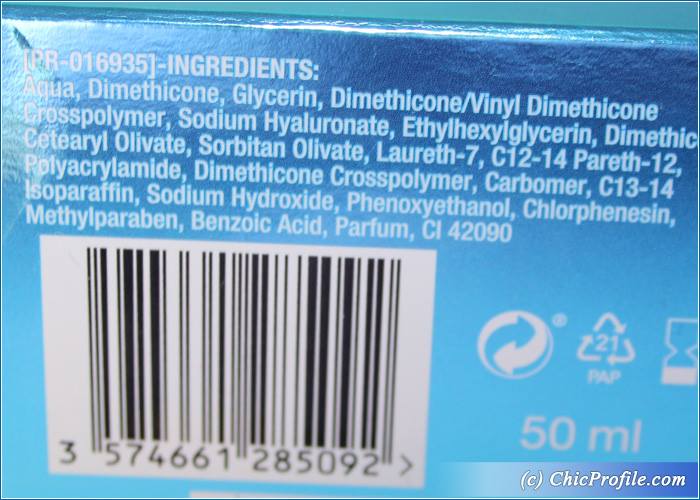 [PR-016935]-INGREDIENTS:
Aqua, Dimethicone, Glycerin, Dimethicone/Vinyl Dimethicone
Crosspolymer, Sodium Hyaluronate, Ethylhexylglycerin, Dimethic
Cetearyl Olivate, Sorbitan Olivate, Laureth-7, C12-14 Pareth-12,
Polyacrylamide, Dimethicone Crosspolymer, Carbomer, C13-14
Isoparaffin, Sodium Hydroxide, Phenoxyethanol, Chlorphenesin,
Methylparaben, Benzoic Acid, Parfum, CI 42090
3 574661 285092 >
®
21
PAP
50 ml
(c) ChicProfile.com